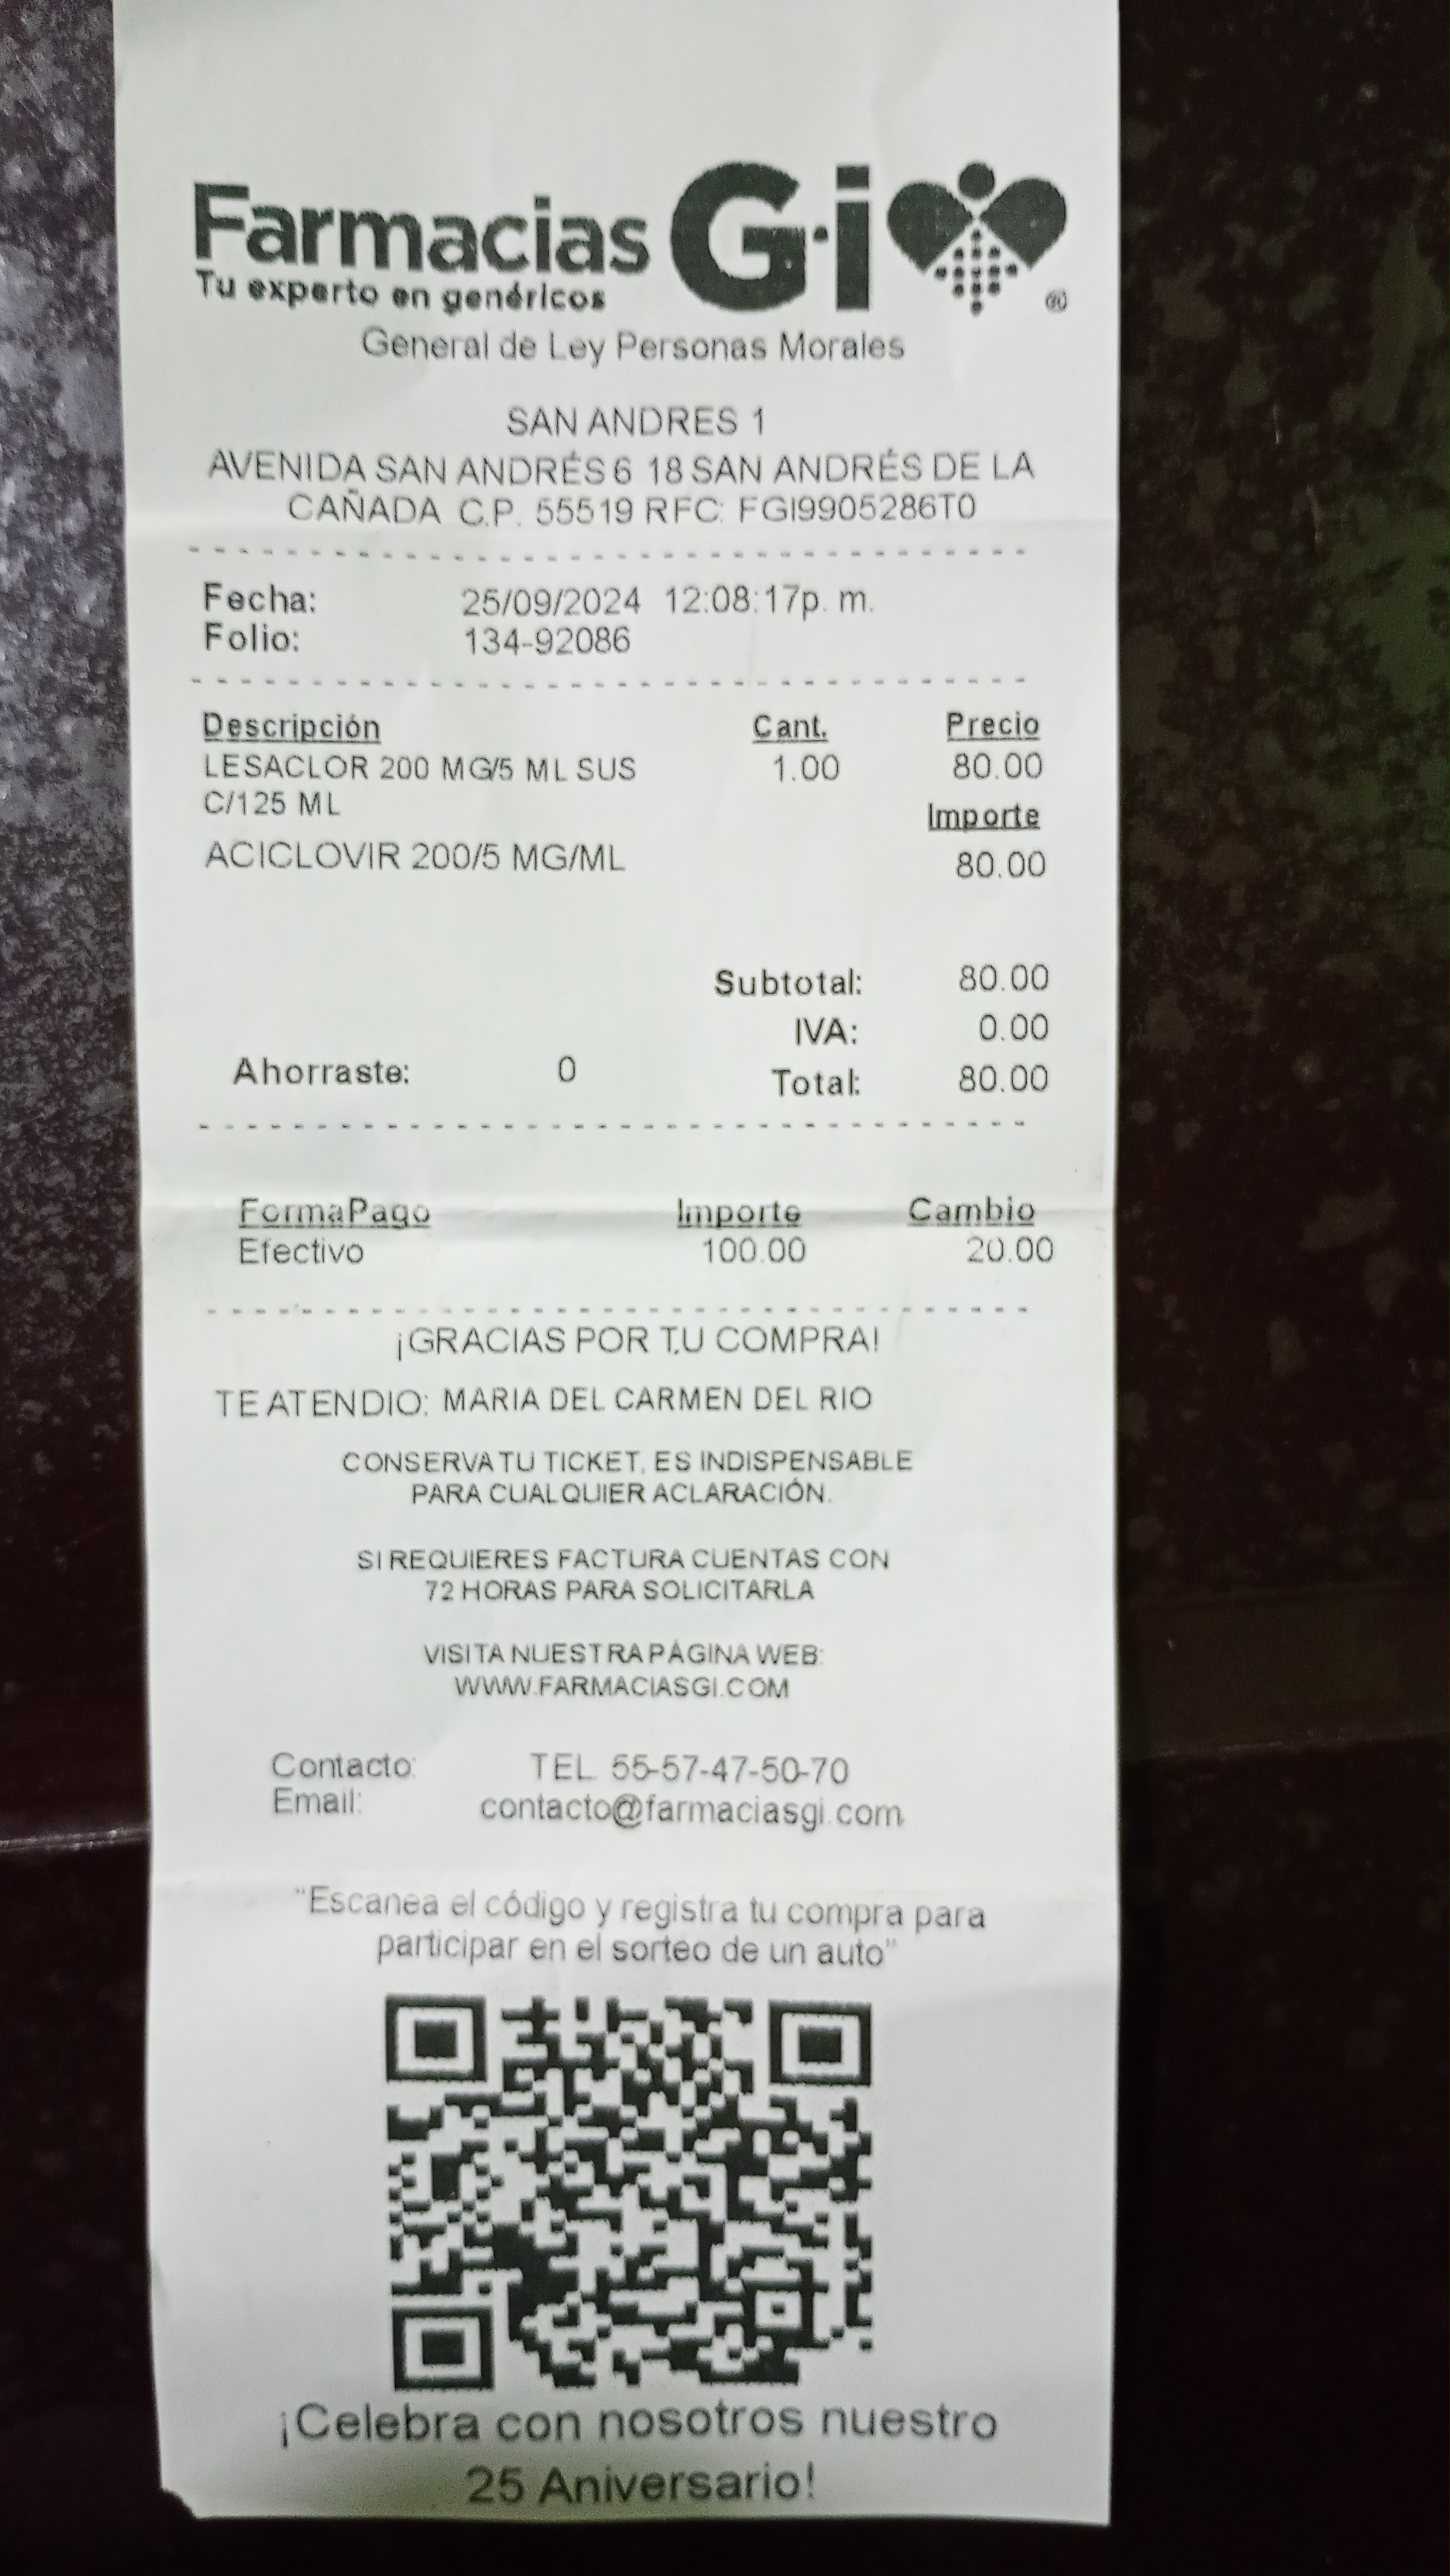 Farmacias Gi
Tu experto en genéricos
®
General de Ley Personas Morales
SAN ANDRES 1
AVENIDA SAN ANDRÉS 6 18 SAN ANDRÉS DE LA
CAÑADA C.P. 55519 RFC: FGI9905286T0
Fecha: 25/09/2024 12:08:17p. m.
Folio: 134-92086
Descripción Cant. Precio
LESACLOR 200 MG/5 ML SUS 1.00 80.00
C/125 ML Importe
ACICLOVIR 200/5 MG/ML 80.00
Subtotal: 80.00
IVA: 0.00
Ahorraste: 0 Total: 80.00
FormaPago Importe Cambio
Efectivo 100.00 20.00
¡GRACIAS POR TU COMPRA!
TE ATENDIO: MARIA DEL CARMEN DEL RIO
CONSERVA TU TICKET, ES INDISPENSABLE
PARA CUALQUIER ACLARACIÓN.
SI REQUIERES FACTURA CUENTAS CON
72 HORAS PARA SOLICITARLA
VISITA NUESTRA PÁGINA WEB:
WWW.FARMACIASGI.COM
Contacto: TEL. 55-57-47-50-70
Email: contacto@farmaciasgi.com
"Escanea el código y registra tu compra para
participar en el sorteo de un auto"
¡Celebra con nosotros nuestro
25 Aniversario!